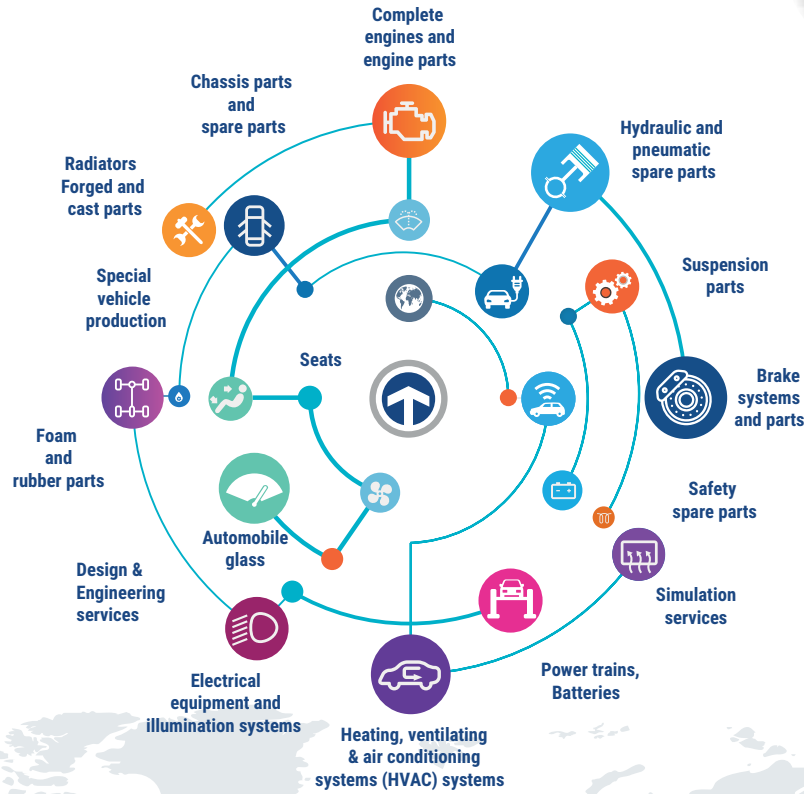 Complete
engines and
engine parts
Chassis parts
and
spare parts
Hydraulic and
pneumatic
spare parts
Radiators
Forged and
cast parts
Special
vehicle
production
Suspension
parts
Seats
Brake
systems
and parts
Foam
and
rubber parts
Safety
spare parts
Automobile
glass
Design &
Engineering
services
Simulation
services
Electrical
equipment and
illumination systems
Power trains,
Batteries
Heating, ventilating
& air conditioning
systems (HVAC) systems